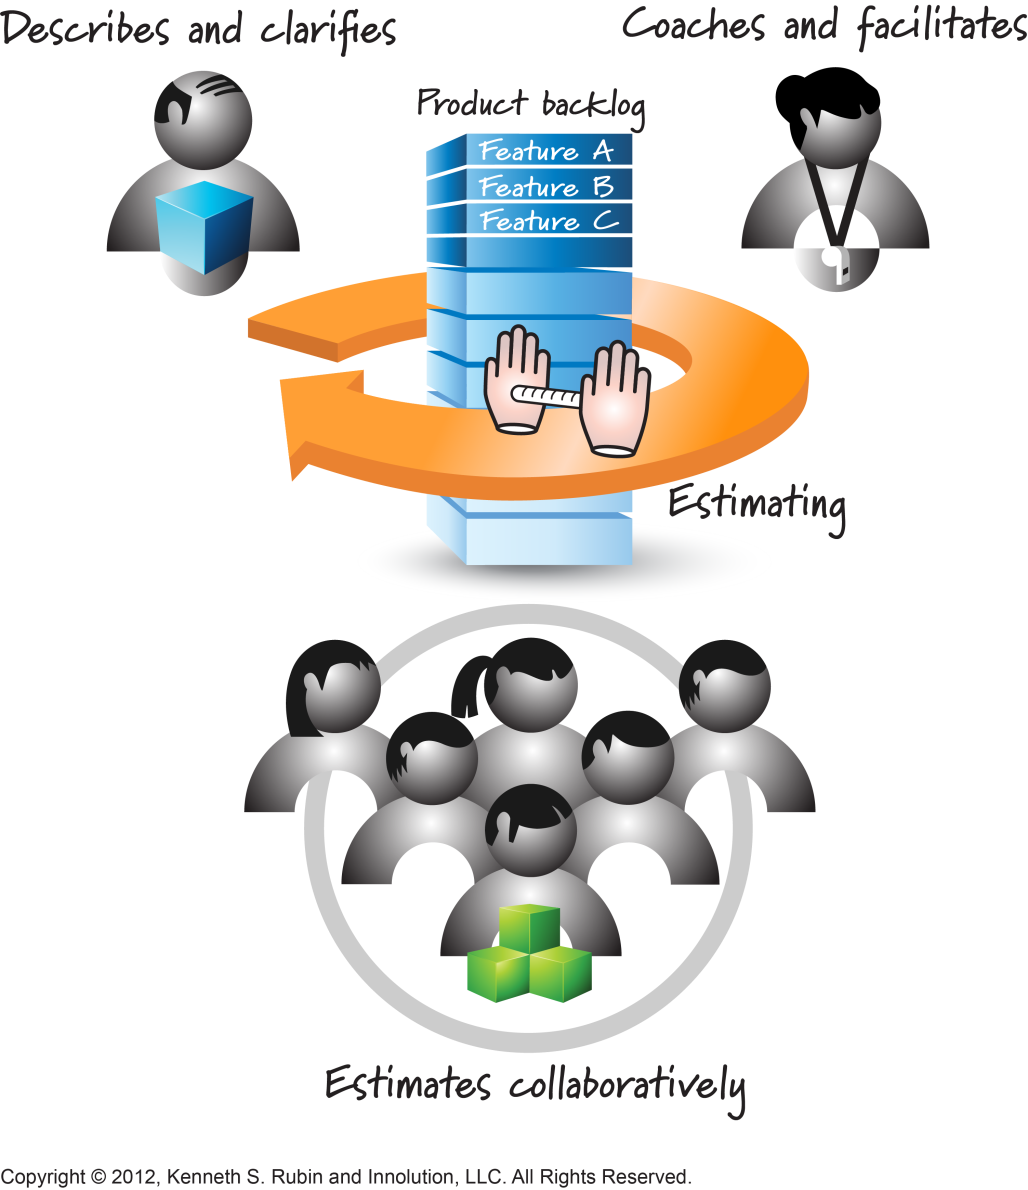 Describes and clarifies
Coaches and facilitates
Product backlog
Feature A
Feature B
Feature C
Estimating
Estimates collaboratively
Copyright © 2012, Kenneth S. Rubin and Innolution, LLC. All Rights Reserved.